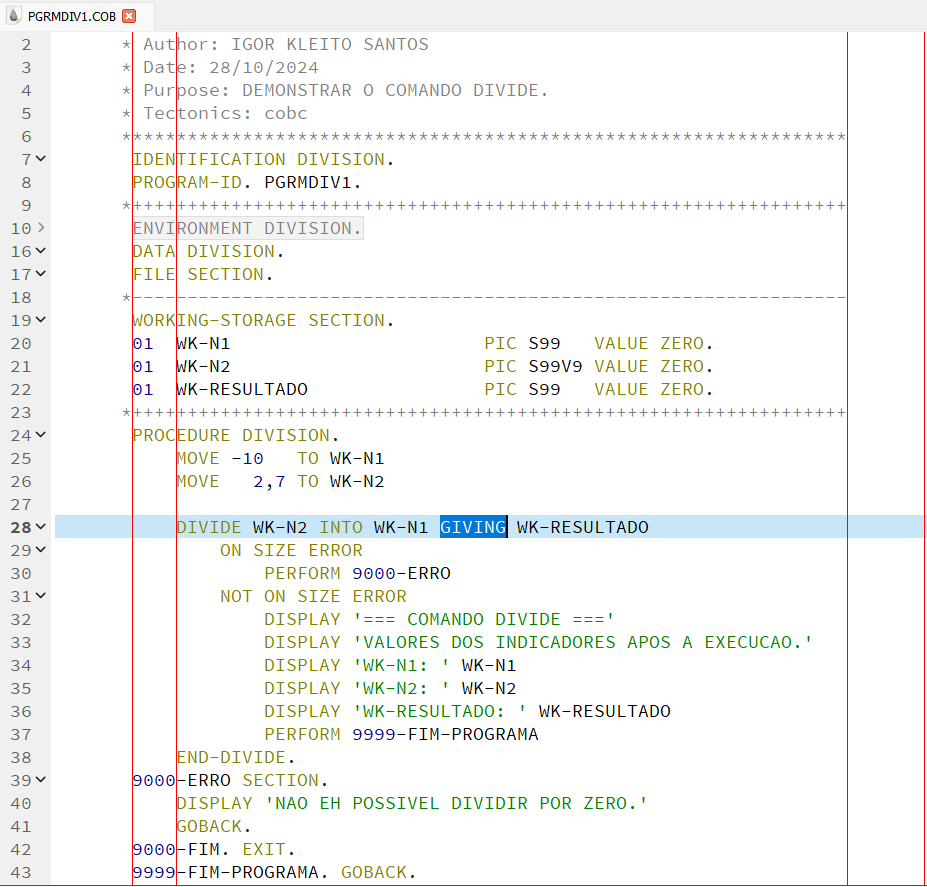 PGRMDIV1.COB
2 * Author: IGOR KLEITO SANTOS
3 * Date: 28/10/2024
4 * Purpose: DEMONSTRAR O COMANDO DIVIDE.
5 * Tectonics: cobc
6 *****************************************************************
7 IDENTIFICATION DIVISION.
8 PROGRAM-ID. PGRMDIV1.
9 *+++++++++++++++++++++++++++++++++++++++++++++++++++++++++++++++++
10 ENVIRONMENT DIVISION.
16 DATA DIVISION.
17 FILE SECTION.
18 *-----------------------------------------------------------------
19 WORKING-STORAGE SECTION.
20 01  WK-N1                       PIC S99   VALUE ZERO.
21 01  WK-N2                       PIC S99V9 VALUE ZERO.
22 01  WK-RESULTADO                PIC S99   VALUE ZERO.
23 *+++++++++++++++++++++++++++++++++++++++++++++++++++++++++++++++++
24 PROCEDURE DIVISION.
25     MOVE -10   TO WK-N1
26     MOVE   2,7 TO WK-N2
27
28     DIVIDE WK-N2 INTO WK-N1 GIVING WK-RESULTADO
29         ON SIZE ERROR
30             PERFORM 9000-ERRO
31         NOT ON SIZE ERROR
32             DISPLAY '=== COMANDO DIVIDE ==='
33             DISPLAY 'VALORES DOS INDICADORES APOS A EXECUCAO.'
34             DISPLAY 'WK-N1: ' WK-N1
35             DISPLAY 'WK-N2: ' WK-N2
36             DISPLAY 'WK-RESULTADO: ' WK-RESULTADO
37             PERFORM 9999-FIM-PROGRAMA
38     END-DIVIDE.
39 9000-ERRO SECTION.
40     DISPLAY 'NAO EH POSSIVEL DIVIDIR POR ZERO.'
41     GOBACK.
42 9000-FIM. EXIT.
43 9999-FIM-PROGRAMA. GOBACK.